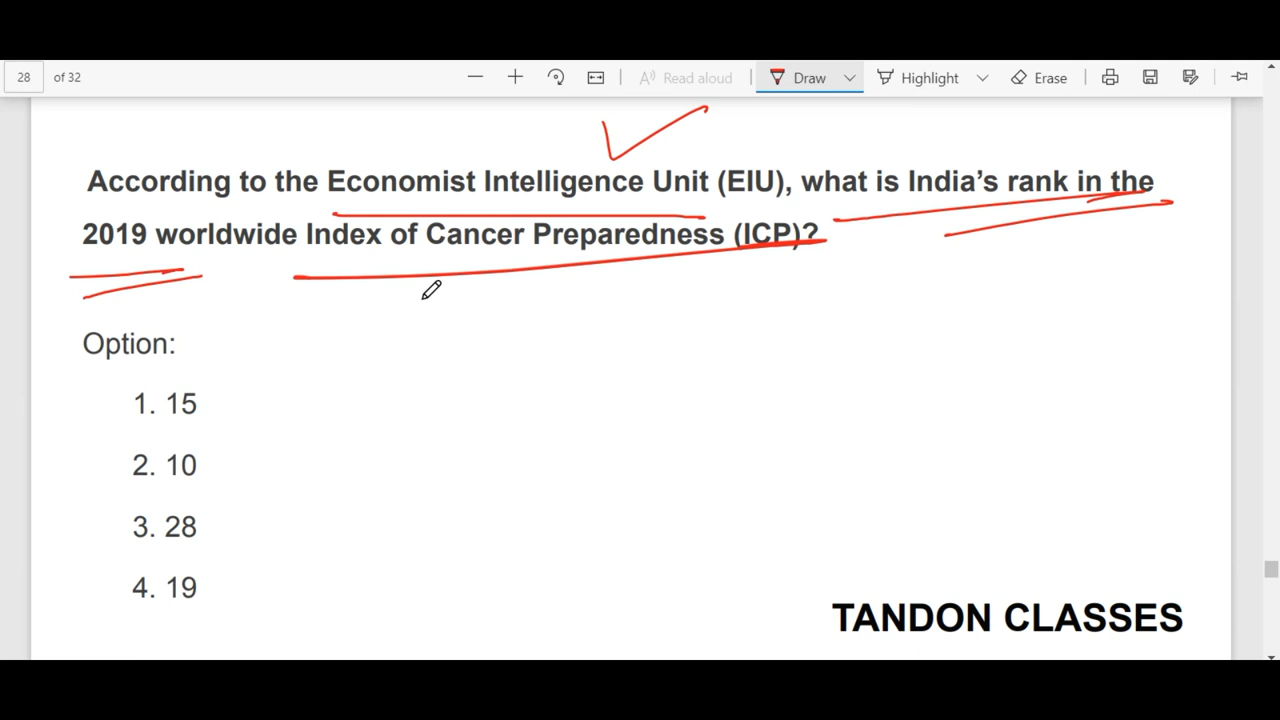 28 of 32 Read aloud Draw Highlight Erase
According to the Economist Intelligence Unit (EIU), what is India’s rank in the
2019 worldwide Index of Cancer Preparedness (ICP)?
Option:
1. 15
2. 10
3. 28
4. 19
TANDON CLASSES